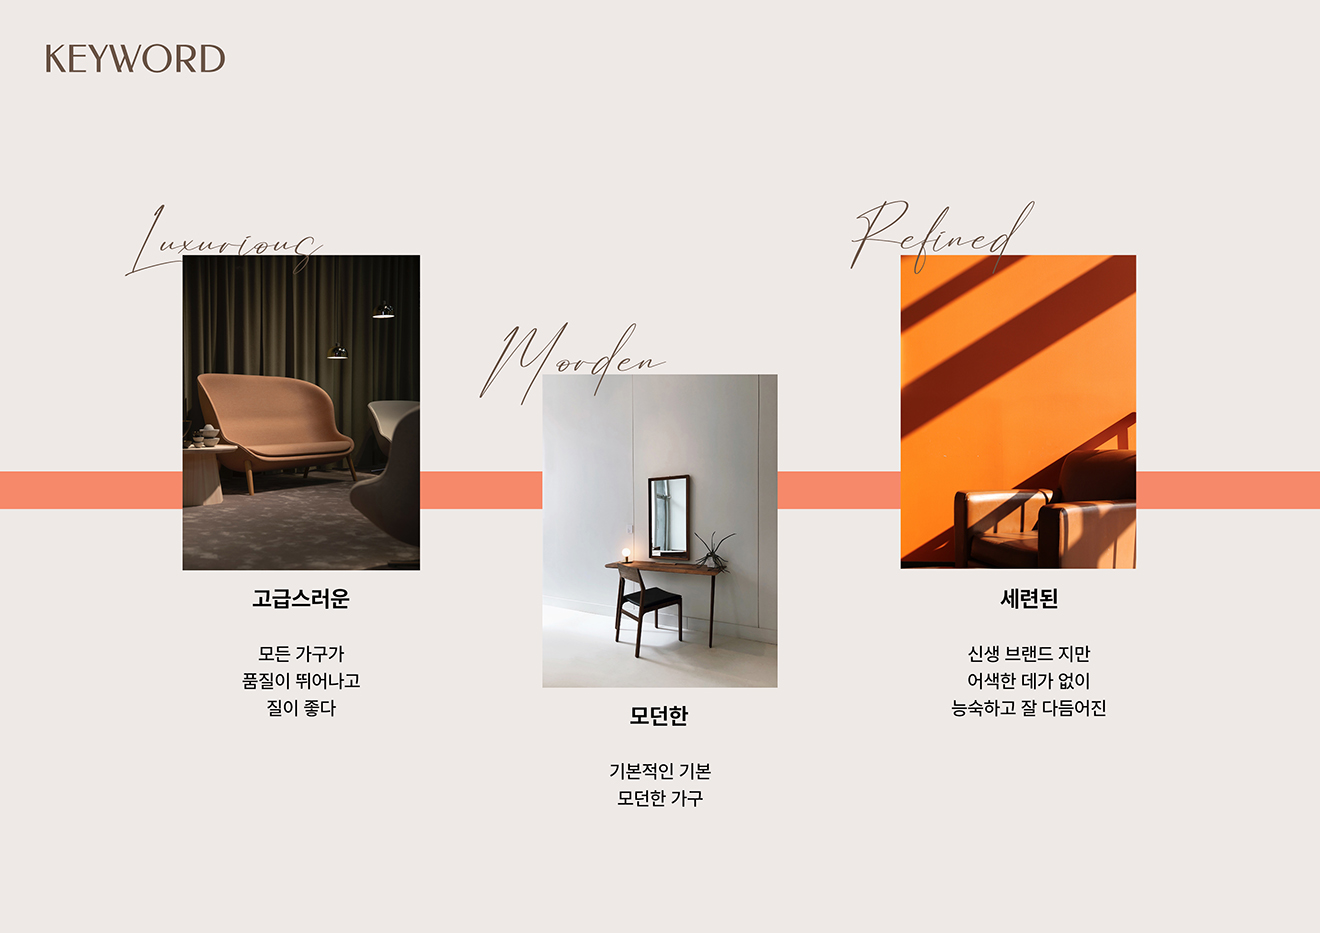 KEYWORD
Luxurious
고급스러운
모든 가구가
품질이 뛰어나고
질이 좋다
Morden
모던한
기본적인 기본
모던한 가구
Refined
세련된
신생 브랜드 지만
어색한 데가 없이
능숙하고 잘 다듬어진